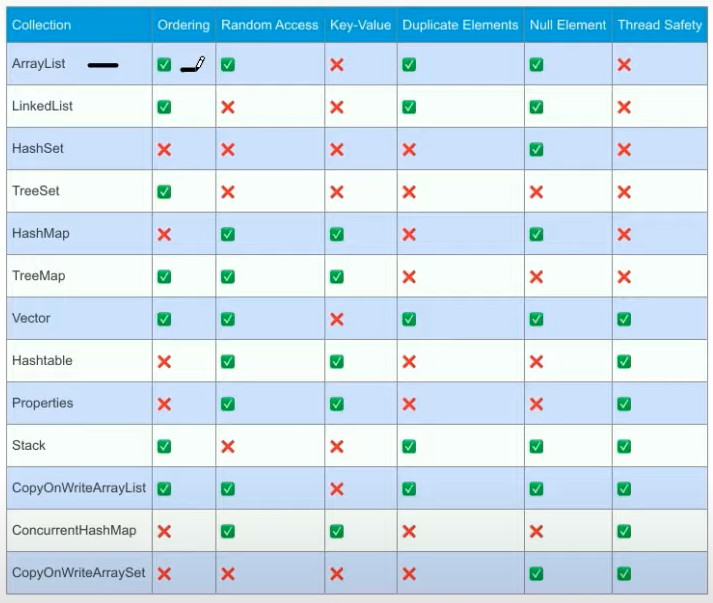 Collection Ordering Random Access Key-Value Duplicate Elements Null Element Thread Safety
ArrayList ✅ ✅ ❌ ✅ ✅ ❌
LinkedList ✅ ❌ ❌ ✅ ✅ ❌
HashSet ❌ ❌ ❌ ❌ ✅ ❌
TreeSet ✅ ❌ ❌ ❌ ❌ ❌
HashMap ❌ ✅ ✅ ❌ ✅ ❌
TreeMap ✅ ✅ ✅ ❌ ❌ ❌
Vector ✅ ✅ ❌ ✅ ✅ ✅
Hashtable ❌ ✅ ✅ ❌ ❌ ✅
Properties ❌ ✅ ✅ ❌ ❌ ✅
Stack ✅ ❌ ❌ ✅ ✅ ✅
CopyOnWriteArrayList ✅ ✅ ❌ ✅ ✅ ✅
ConcurrentHashMap ❌ ✅ ✅ ❌ ❌ ✅
CopyOnWriteArraySet ❌ ❌ ❌ ❌ ✅ ✅